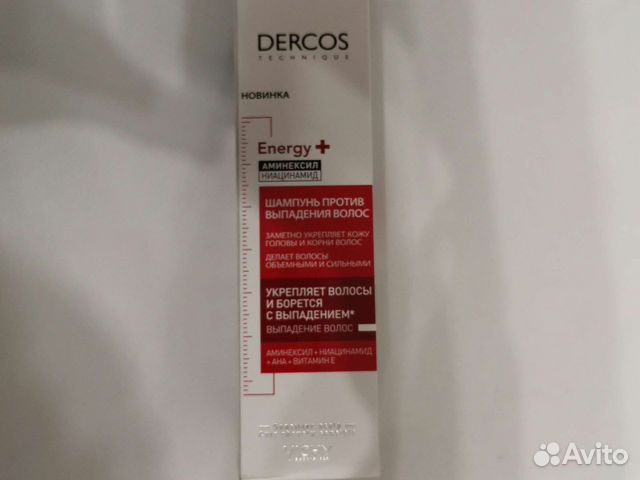 DERCOS
TECHNIQUE
НОВИНКА
Energy +
АМИНЕКСИЛ
НИАЦИНАМИД
ШАМПУНЬ ПРОТИВ
ВЫПАДЕНИЯ ВОЛОС
ЗАМЕТНО УКРЕПЛЯЕТ КОЖУ
ГОЛОВЫ И КОРНИ ВОЛОС
ДЕЛАЕТ ВОЛОСЫ
ОБЪЕМНЫМИ И СИЛЬНЫМИ
УКРЕПЛЯЕТ ВОЛОСЫ
И БОРЕТСЯ
С ВЫПАДЕНИЕМ*
ВЫПАДЕНИЕ ВОЛОС
АМИНЕКСИЛ + НИАЦИНАМИД
+ AHA + ВИТАМИН Е
VICHY
Avito